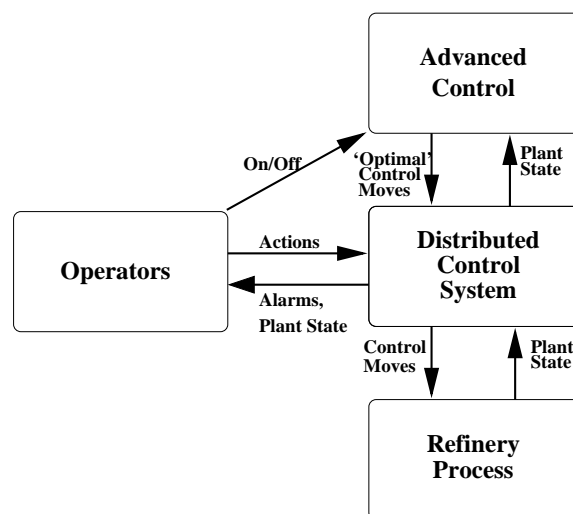 Advanced
Control
On/Off
‘Optimal’
Control
Moves
Plant
State
Operators
Actions
Alarms,
Plant State
Distributed
Control
System
Control
Moves
Plant
State
Refinery
Process